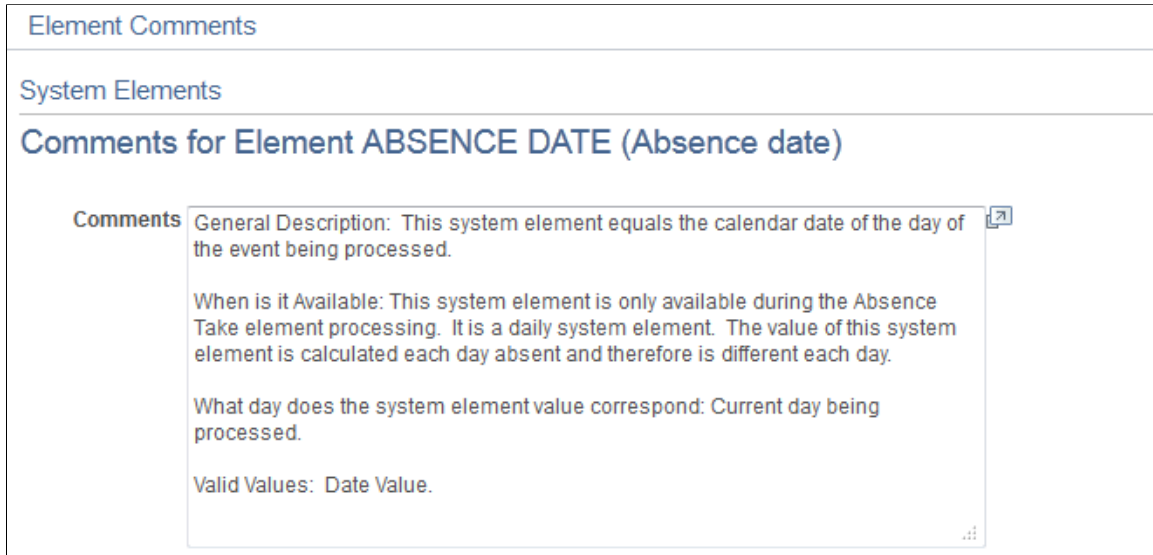 Element Comments
System Elements
Comments for Element ABSENCE DATE (Absence date)
Comments
General Description:  This system element equals the calendar date of the day of
the event being processed.
When is it Available: This system element is only available during the Absence
Take element processing.  It is a daily system element.  The value of this system
element is calculated each day absent and therefore is different each day.
What day does the system element value correspond: Current day being
processed.
Valid Values:  Date Value.